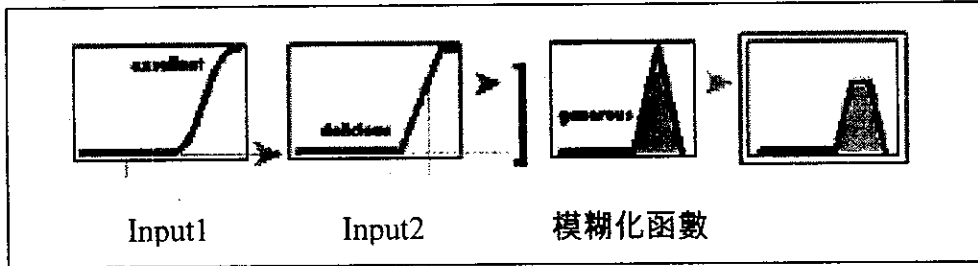 excellent
delicious
generous
Input1
Input2
模糊化函數